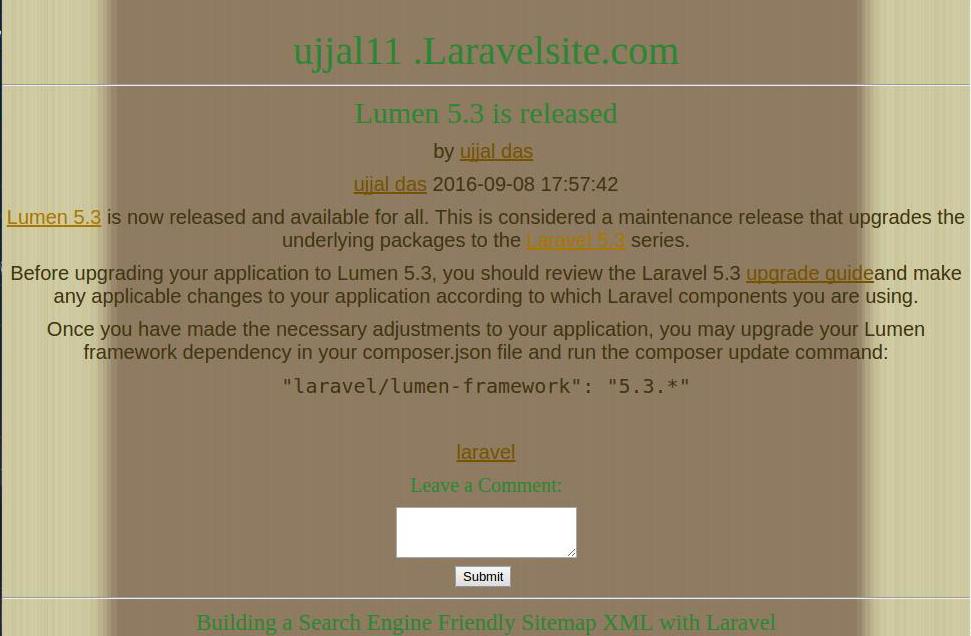 ujjal11 .Laravelsite.com
Lumen 5.3 is released
by ujjal das
ujjal das 2016-09-08 17:57:42
Lumen 5.3 is now released and available for all. This is considered a maintenance release that upgrades the
underlying packages to the Laravel 5.3 series.
Before upgrading your application to Lumen 5.3, you should review the Laravel 5.3 upgrade guideand make
any applicable changes to your application according to which Laravel components you are using.
Once you have made the necessary adjustments to your application, you may upgrade your Lumen
framework dependency in your composer.json file and run the composer update command:
"laravel/lumen-framework": "5.3.*"
laravel
Leave a Comment:
Submit
Building a Search Engine Friendly Sitemap XML with Laravel